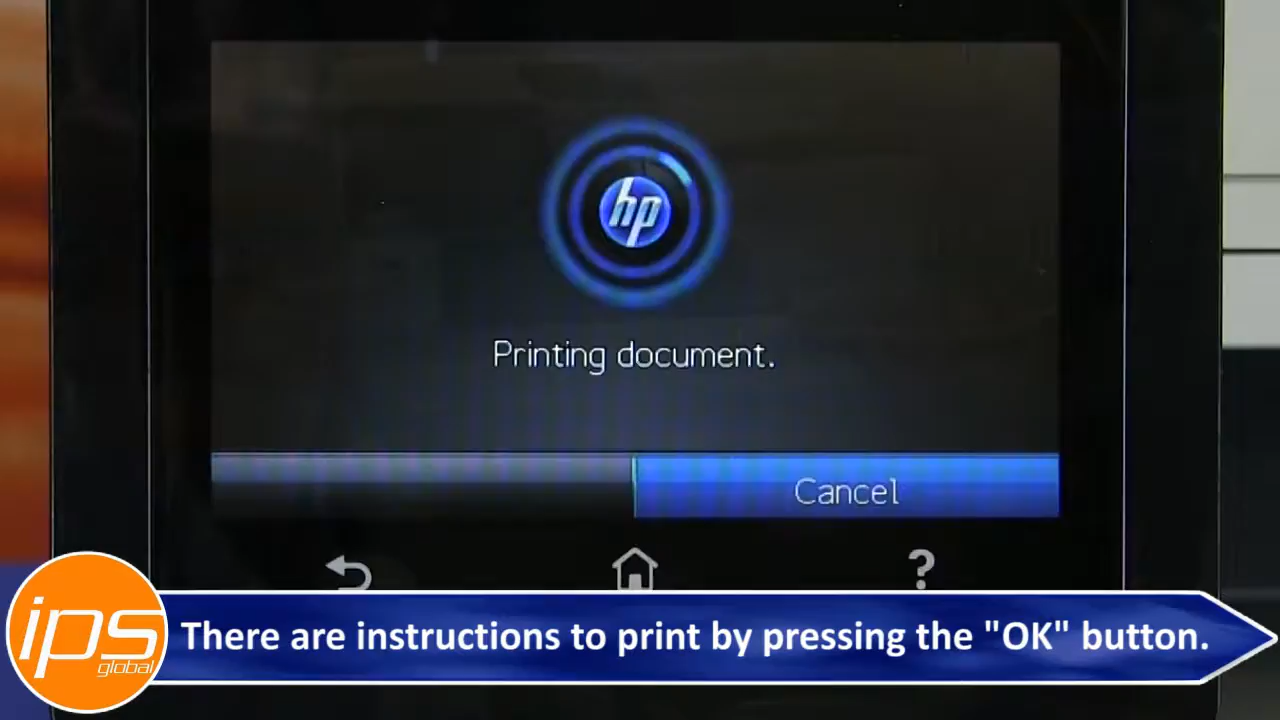 hp
Printing document.
Cancel
?
ips
global
There are instructions to print by pressing the "OK" button.